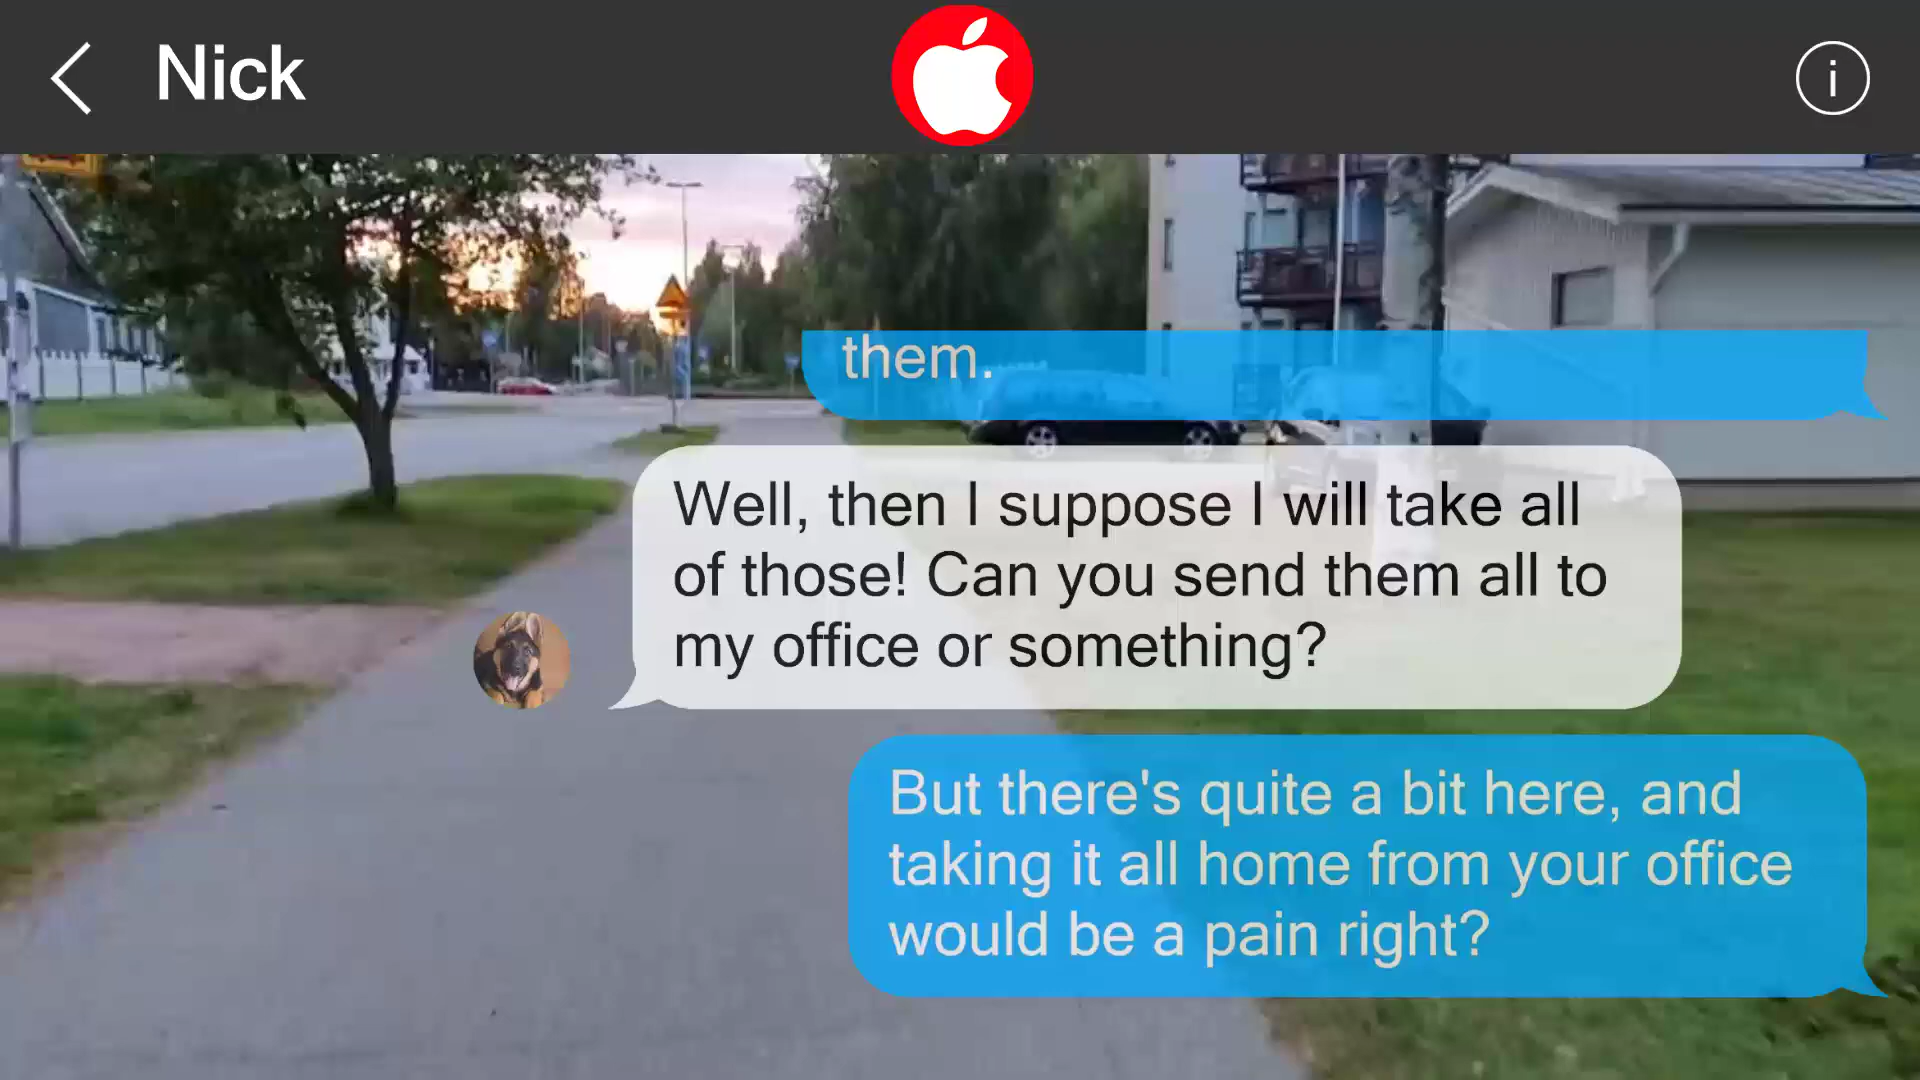 Nick
i
them.
Well, then I suppose I will take all
of those! Can you send them all to
my office or something?
But there's quite a bit here, and
taking it all home from your office
would be a pain right?